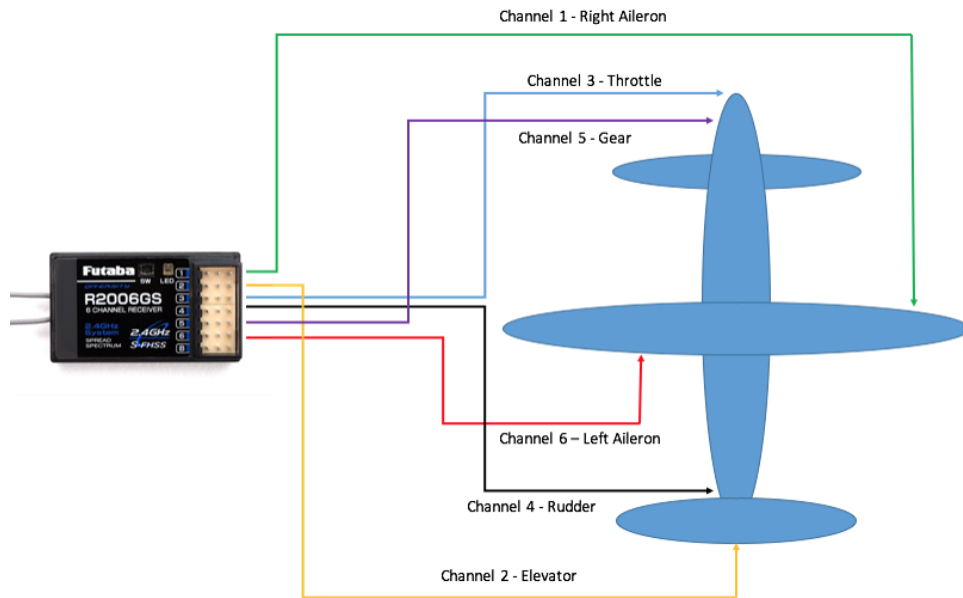 Channel 1 - Right Aileron
Channel 3 - Throttle
Channel 5 - Gear
Futaba
SW
LED
R2006GS
6 CHANNEL RECEIVER
2.4GHz
System
SPREAD
SPECTRUM
2.4GHz
S-FHSS
1
2
3
4
5
6
B
Channel 6 – Left Aileron
Channel 4 - Rudder
Channel 2 - Elevator